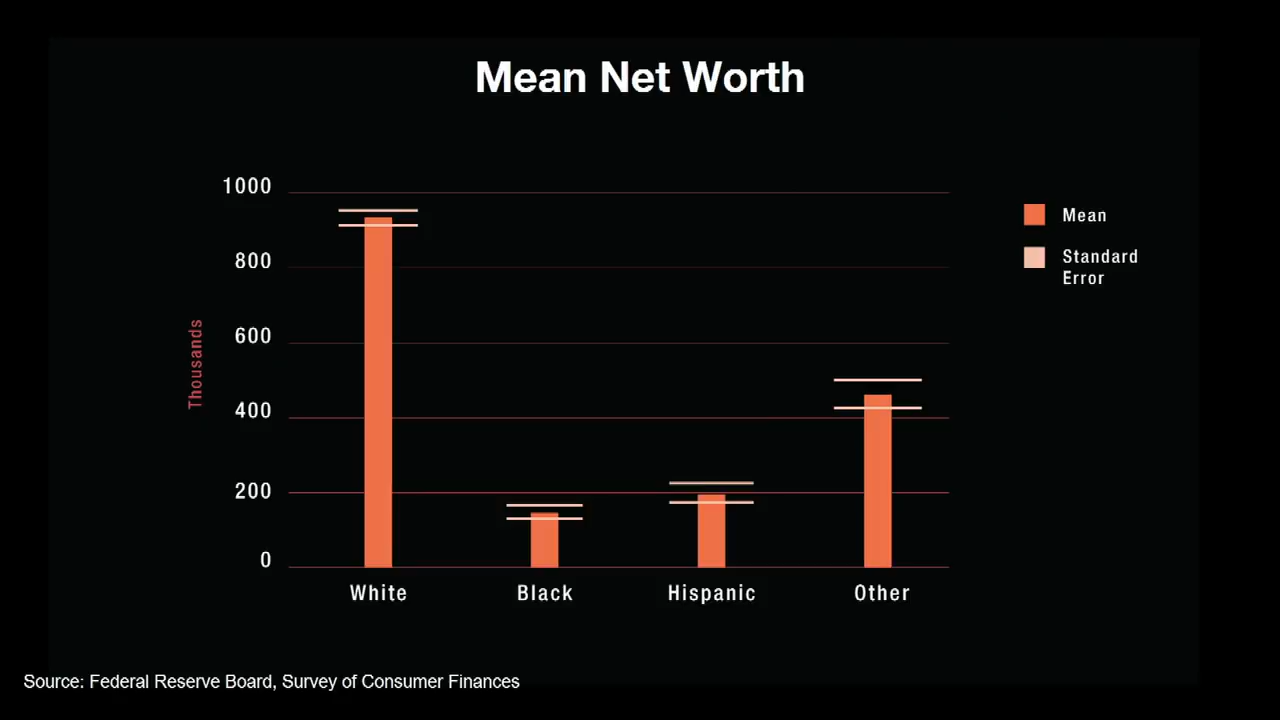 Mean Net Worth
1000
800
600
400
200
0
Thousands
White
Black
Hispanic
Other
Mean
Standard
Error
Source: Federal Reserve Board, Survey of Consumer Finances